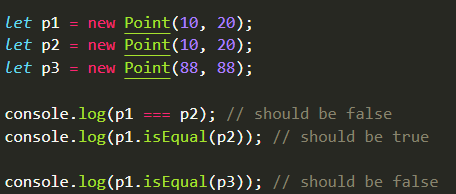 let p1 = new Point(10, 20);
let p2 = new Point(10, 20);
let p3 = new Point(88, 88);
console.log(p1 === p2); // should be false
console.log(p1.isEqual(p2)); // should be true
console.log(p1.isEqual(p3)); // should be false